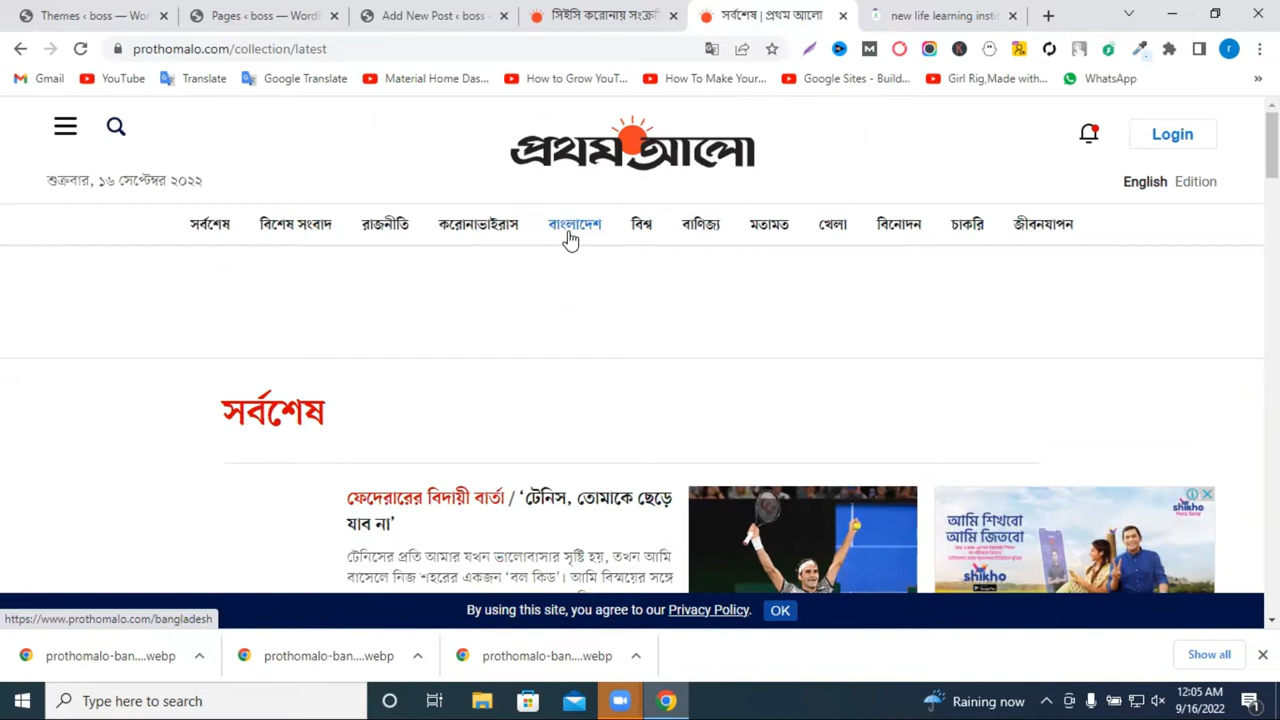 Themes ‹ boss — Wo
Pages ‹ boss — WordP
Add New Post ‹ boss -
সিইসি করোনায় সংক্র
সর্বশেষ | প্রথম আলো
new life learning insti
prothomalo.com/collection/latest
Gmail
YouTube
Translate
Google Translate
Material Home Das...
How to Grow YouT...
How To Make Your...
Google Sites - Build...
Girl Rig,Made with...
WhatsApp
প্রথম আলো
Login
শুক্রবার, ১৬ সেপ্টেম্বর ২০২২
English Edition
সর্বশেষ বিশেষ সংবাদ রাজনীতি করোনাভাইরাস বাংলাদেশ বিশ্ব বাণিজ্য মতামত খেলা বিনোদন চাকরি জীবনযাপন
সর্বশেষ
ফেদেরারের বিদায়ী বার্তা / ‘টেনিস, তোমাকে ছেড়ে
যাব না’
টেনিসের প্রতি আমার যখন ভালোবাসার সৃষ্টি হয়, তখন আমি
বাসেলে নিজ শহরের একজন ‘বল কিড’। আমি বিস্ময়ের সঙ্গে
আমি শিখবো
আমি জিতবো
shikho
shikho
By using this site, you agree to our Privacy Policy. OK
https://www.prothomalo.com/bangladesh
prothomalo-ban....webp
prothomalo-ban....webp
prothomalo-ban....webp
Show all
Type here to search
Raining now
12:05 AM
9/16/2022